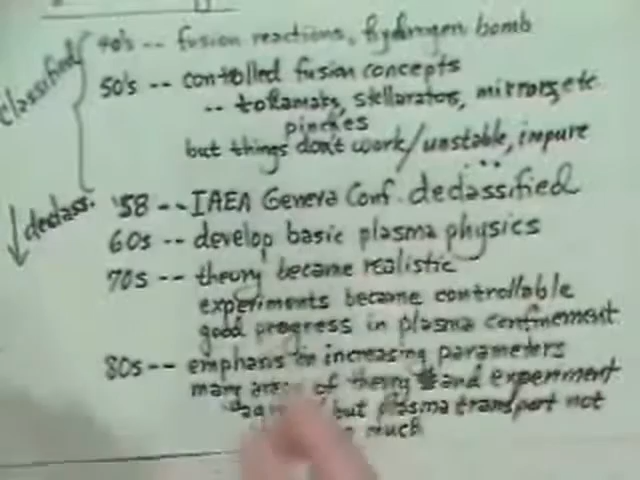 classified
40's -- fusion reactions, hydrogen bomb
50's -- controlled fusion concepts
-- tokamaks, stellarators, mirrors, etc
pinches
but things don't work/unstable, impure
...
declass.
'58 -- IAEA Geneva Conf. declassified
60s -- develop basic plasma physics
70s -- theory became realistic
experiments became controllable
good progress in plasma confinement
80s -- emphasis in increasing parameters
many areas of theory and experiment
but plasma transport not
much